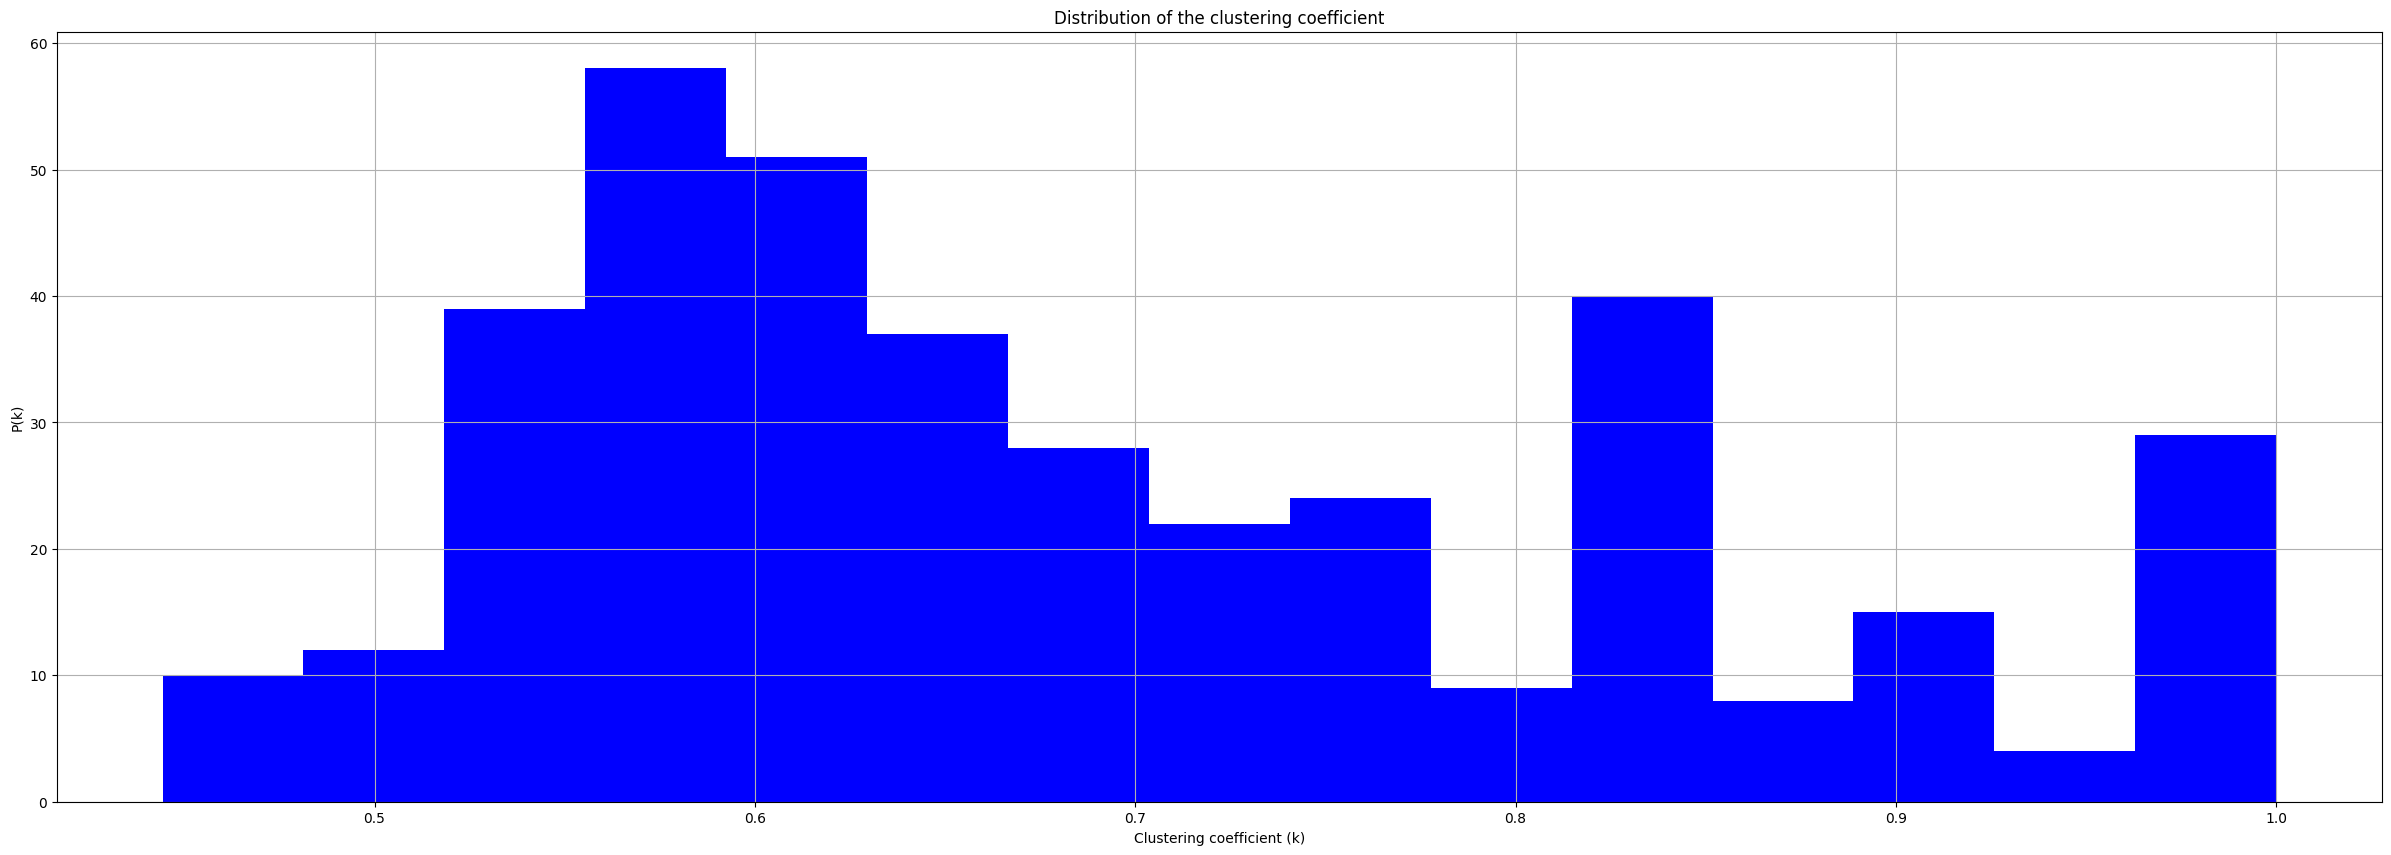 Distribution of the clustering coefficient
60
50
40
30
20
10
0
P(k)
0.5 0.6 0.7 0.8 0.9 1.0
Clustering coefficient (k)